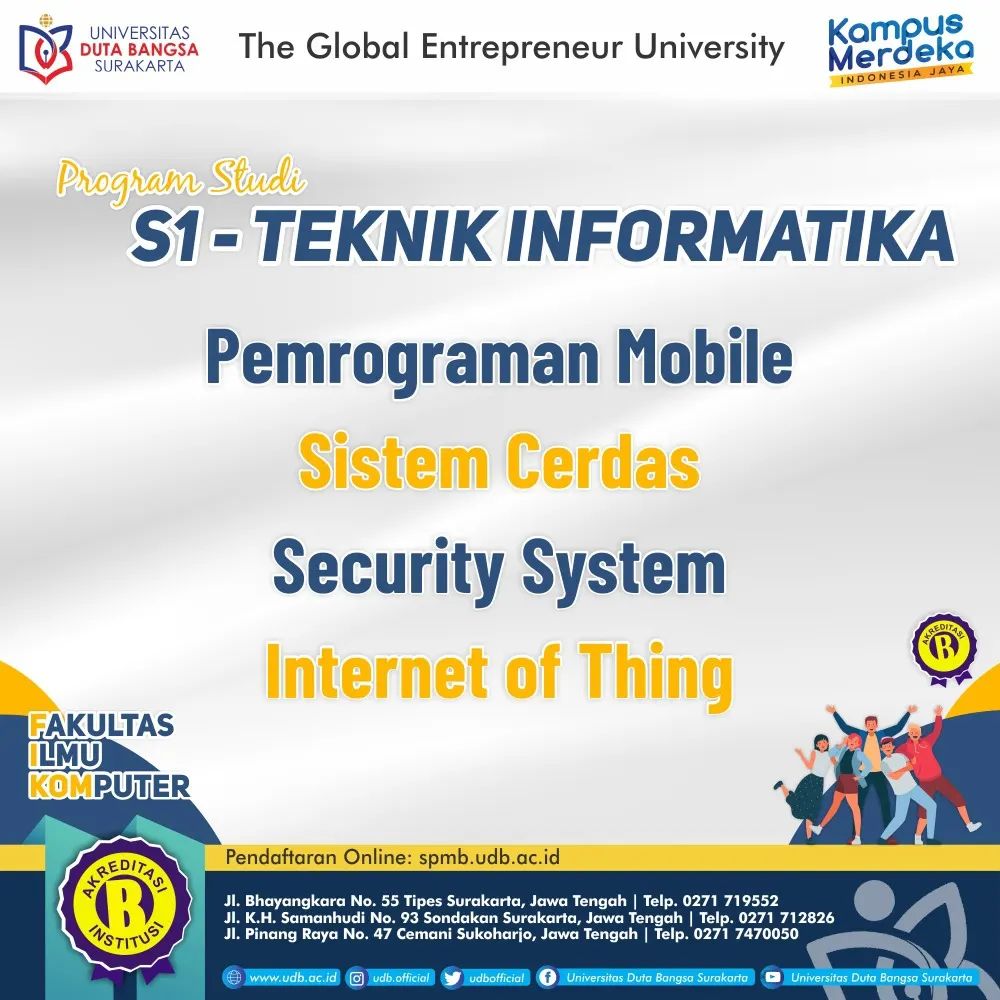 UNIVERSITAS
DUTA BANGSA
SURAKARTA
The Global Entrepreneur University
Kampus
Merdeka
INDONESIA JAYA
Program Studi
S1 - TEKNIK INFORMATIKA
Pemrograman Mobile
Sistem Cerdas
Security System
Internet of Thing
AKREDITASI
B
FAKULTAS
ILMU
KOMPUTER
AKREDITASI
B
INSTITUSI
Pendaftaran Online: spmb.udb.ac.id
Jl. Bhayangkara No. 55 Tipes Surakarta, Jawa Tengah | Telp. 0271 719552
Jl. K.H. Samanhudi No. 93 Sondakan Surakarta, Jawa Tengah | Telp. 0271 712826
Jl. Pinang Raya No. 47 Cemani Sukoharjo, Jawa Tengah | Telp. 0271 7470050
www.udb.ac.id udb.official udbofficial Universitas Duta Bangsa Surakarta Universitas Duta Bangsa Surakarta